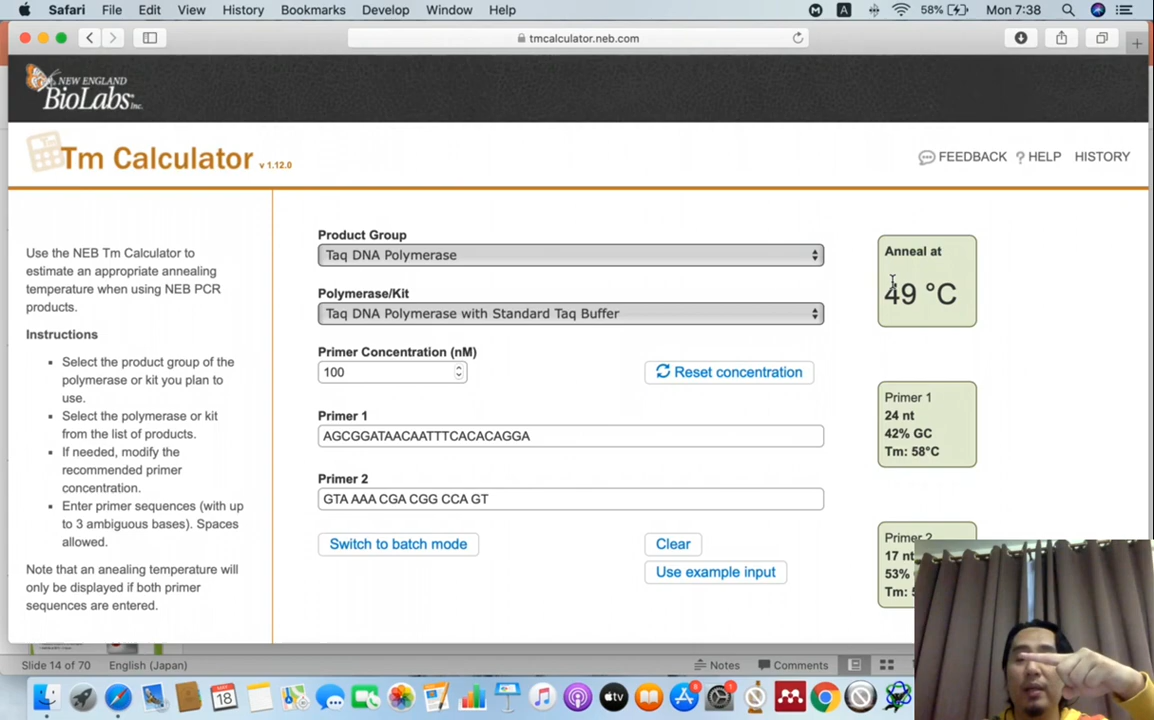 Safari File Edit View History Bookmarks Develop Window Help
58% Mon 7:38
tmcalculator.neb.com
NEW ENGLAND
BioLabs Inc.
Tm Calculator v 1.12.0
FEEDBACK ? HELP HISTORY
Use the NEB Tm Calculator to
estimate an appropriate annealing
temperature when using NEB PCR
products.
Instructions
Select the product group of the
polymerase or kit you plan to
use.
Select the polymerase or kit
from the list of products.
If needed, modify the
recommended primer
concentration.
Enter primer sequences (with up
to 3 ambiguous bases). Spaces
allowed.
Note that an anealing temperature will
only be displayed if both primer
sequences are entered.
Product Group
Taq DNA Polymerase
Polymerase/Kit
Taq DNA Polymerase with Standard Taq Buffer
Primer Concentration (nM)
100
Reset concentration
Primer 1
AGCGGATAACAATTTCACACAGGA
Primer 2
GTA AAA CGA CGG CCA GT
Switch to batch mode
Clear
Use example input
Anneal at
49 °C
Primer 1
24 nt
42% GC
Tm: 58°C
Primer 2
17 nt
53%
Tm:
Slide 14 of 70 English (Japan)
Notes Comments
18
tv